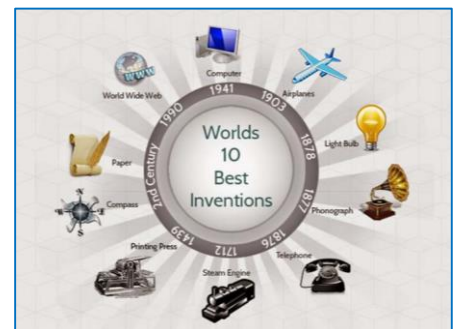 Worlds
10
Best
Inventions
Computer
1941
Airplanes
1903
Light Bulb
1878
Phonograph
1877
Telephone
1876
Steam Engine
1712
Printing Press
1439
Compass
2nd Century
Paper
World Wide Web
WWW
1990
N
S